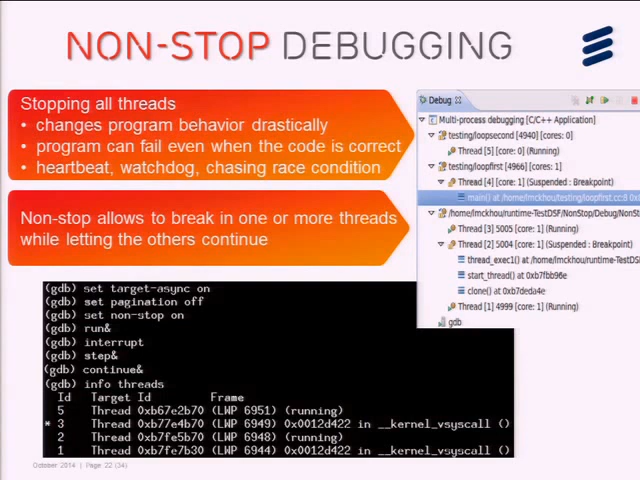 NON-STOP DEBUGGING
Stopping all threads
• changes program behavior drastically
• program can fail even when the code is correct
• heartbeat, watchdog, chasing race condition
Non-stop allows to break in one or more threads
while letting the others continue
Debug
Multi-process debugging [C/C++ Application]
testing/loopsecond [4940] [cores: 0]
Thread [5] [core: 0] (Running)
testing/loopfirst [4966] [cores: 1]
Thread [4] [core: 1] (Suspended : Breakpoint)
main() at /home/lmckhou/testing/loopfirst.cc:8
/home/lmckhou/runtime-TestDSF/NonStop/Debug/NonS
Thread [3] 5005 [core: 1] (Running)
Thread [2] 5004 [core: 1] (Suspended : Breakpoint)
thread_exec1() at /home/lmckhou/runtime-TestDSF
start_thread() at 0xb7fbb96e
clone() at 0xb7deda4e
Thread [1] 4999 [core: 1] (Running)
gdb
(gdb) set target-async on
(gdb) set pagination off
(gdb) set non-stop on
(gdb) run&
(gdb) interrupt
(gdb) step&
(gdb) continue&
(gdb) info threads
Id Target Id Frame
5 Thread 0xb67e2b70 (LWP 6951) (running)
* 3 Thread 0xb77e4b70 (LWP 6949) 0x0012d422 in __kernel_vsyscall ()
2 Thread 0xb7fe5b70 (LWP 6948) (running)
1 Thread 0xb7fe7b30 (LWP 6944) 0x0012d422 in __kernel_vsyscall ()
October 2014 | Page 22 (34)